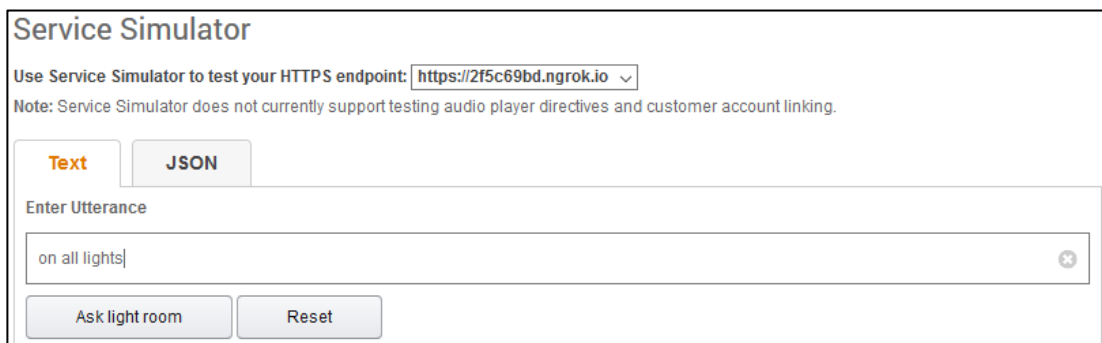 Service Simulator
Use Service Simulator to test your HTTPS endpoint: https://2f5c69bd.ngrok.io
Note: Service Simulator does not currently support testing audio player directives and customer account linking.
Text JSON
Enter Utterance
on all lights
Ask light room Reset